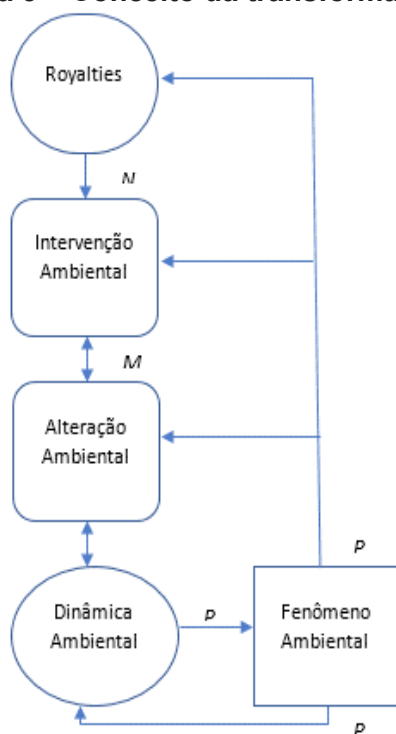 Royalties
N
Intervenção
Ambiental
M
Alteração
Ambiental
P
Dinâmica
Ambiental
P
Fenômeno
Ambiental
P